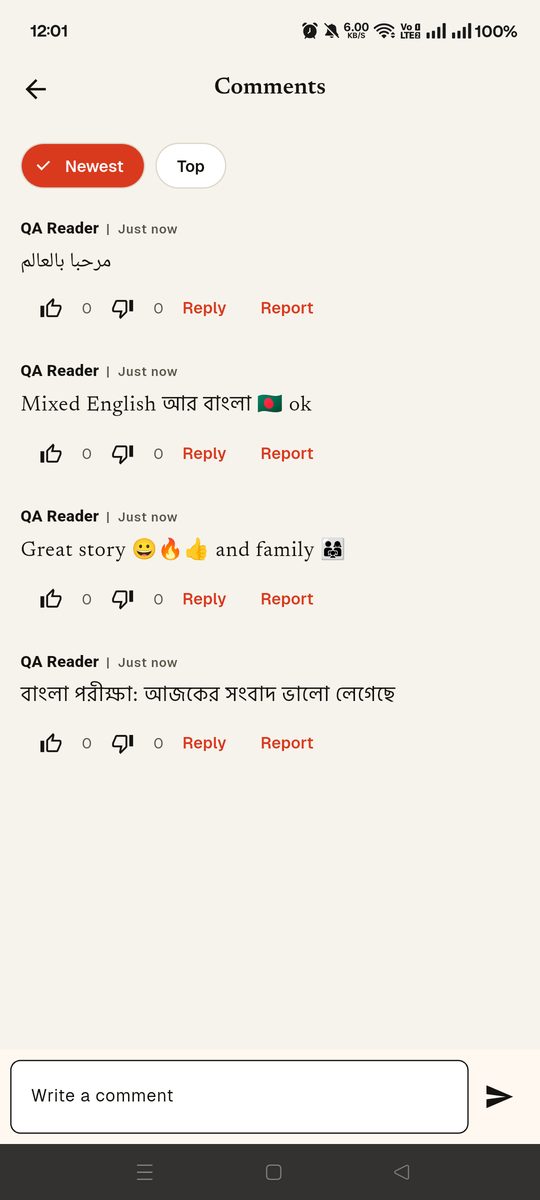 12:01 6.00 KB/S Vo LTE2 100%
Comments
Newest Top
QA Reader | Just now
مرحبا بالعالم
0 0 Reply Report
QA Reader | Just now
Mixed English আর বাংলা 🇧🇩 ok
0 0 Reply Report
QA Reader | Just now
Great story 😀🔥👍 and family 👨‍👩‍👧
0 0 Reply Report
QA Reader | Just now
বাংলা পরীক্ষা: আজকের সংবাদ ভালো লেগেছে
0 0 Reply Report
Write a comment